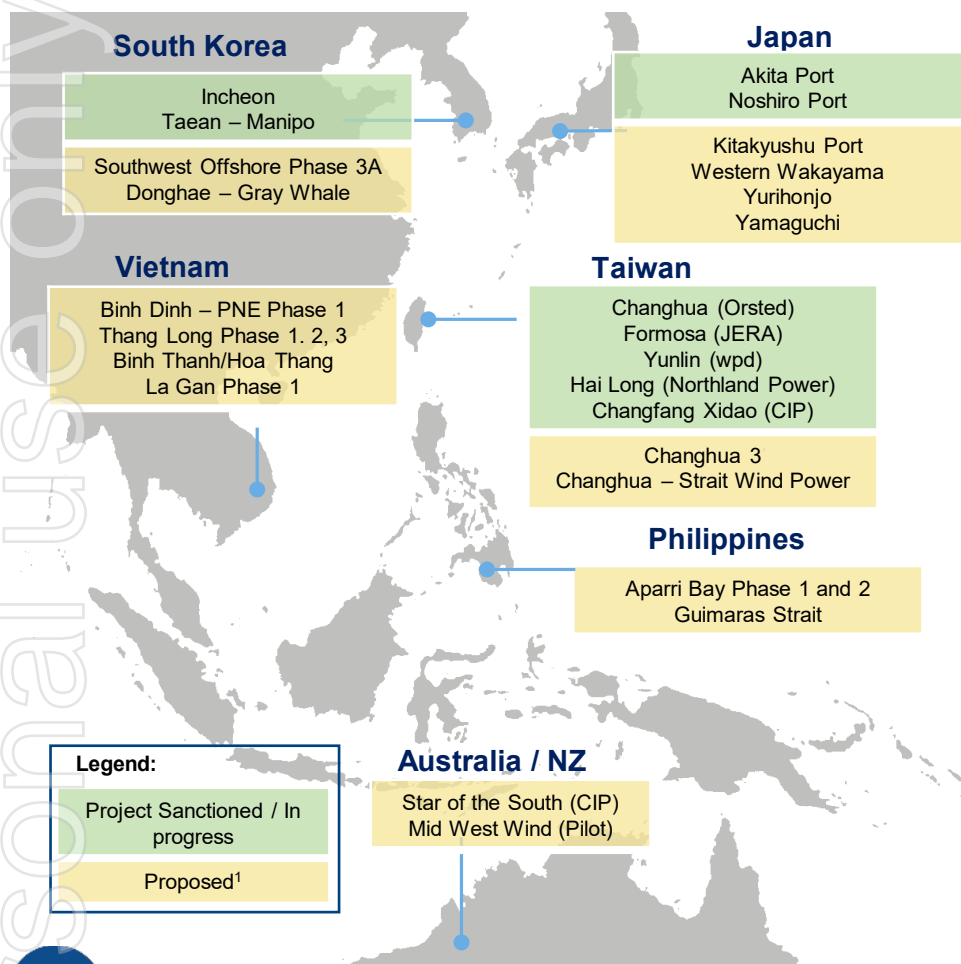 South Korea
Incheon
Taean – Manipo
Southwest Offshore Phase 3A
Donghae – Gray Whale
Japan
Akita Port
Noshiro Port
Kitakyushu Port
Western Wakayama
Yurihonjo
Yamaguchi
Vietnam
Binh Dinh – PNE Phase 1
Thang Long Phase 1. 2, 3
Binh Thanh/Hoa Thang
La Gan Phase 1
Taiwan
Changhua (Orsted)
Formosa (JERA)
Yunlin (wpd)
Hai Long (Northland Power)
Changfang Xidao (CIP)
Changhua 3
Changhua – Strait Wind Power
Philippines
Aparri Bay Phase 1 and 2
Guimaras Strait
Australia / NZ
Star of the South (CIP)
Mid West Wind (Pilot)
Legend:
Project Sanctioned / In
progress
Proposed¹
sonal use only